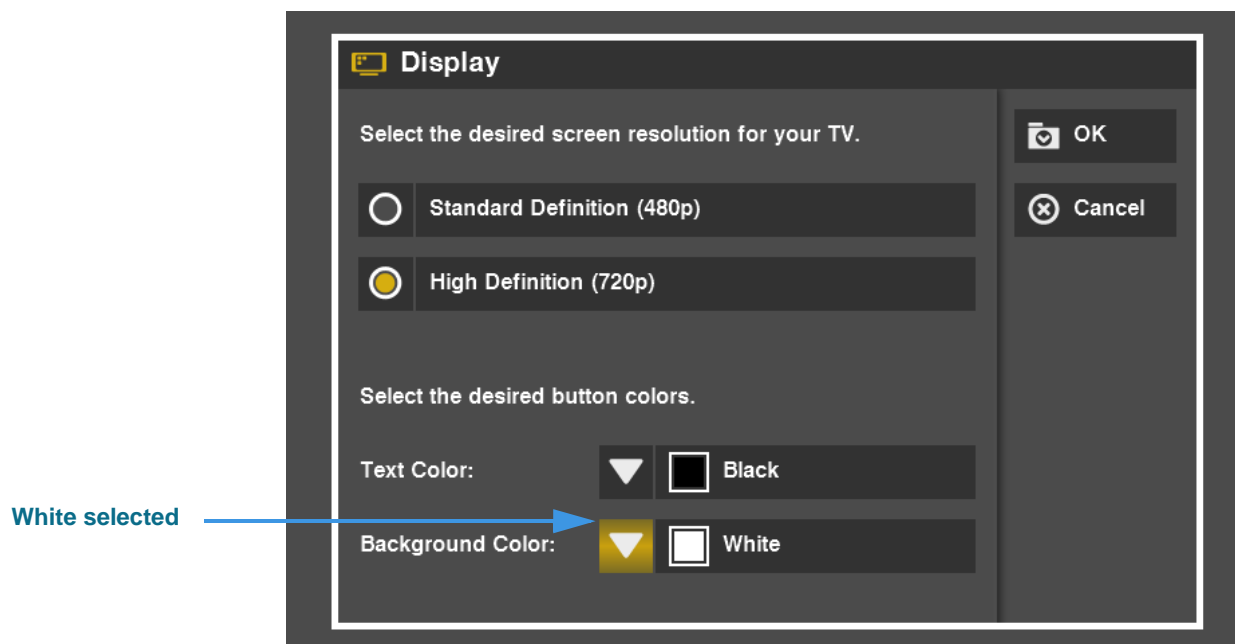 Display
Select the desired screen resolution for your TV.
OK
Standard Definition (480p)
Cancel
High Definition (720p)
Select the desired button colors.
Text Color: Black
White selected
Background Color: White